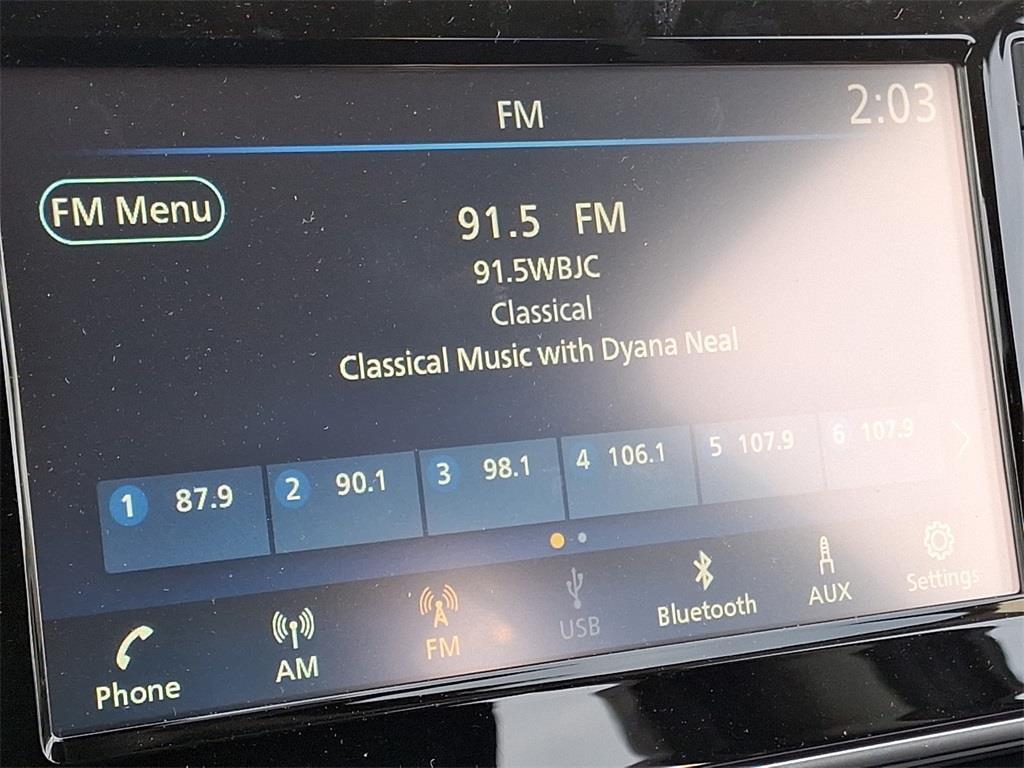 FM
2:03
FM Menu
91.5 FM
91.5WBJC
Classical
Classical Music with Dyana Neal
1 87.9
2 90.1
3 98.1
4 106.1
5 107.9
6 107.9
Phone
AM
FM
USB
Bluetooth
AUX
Settings